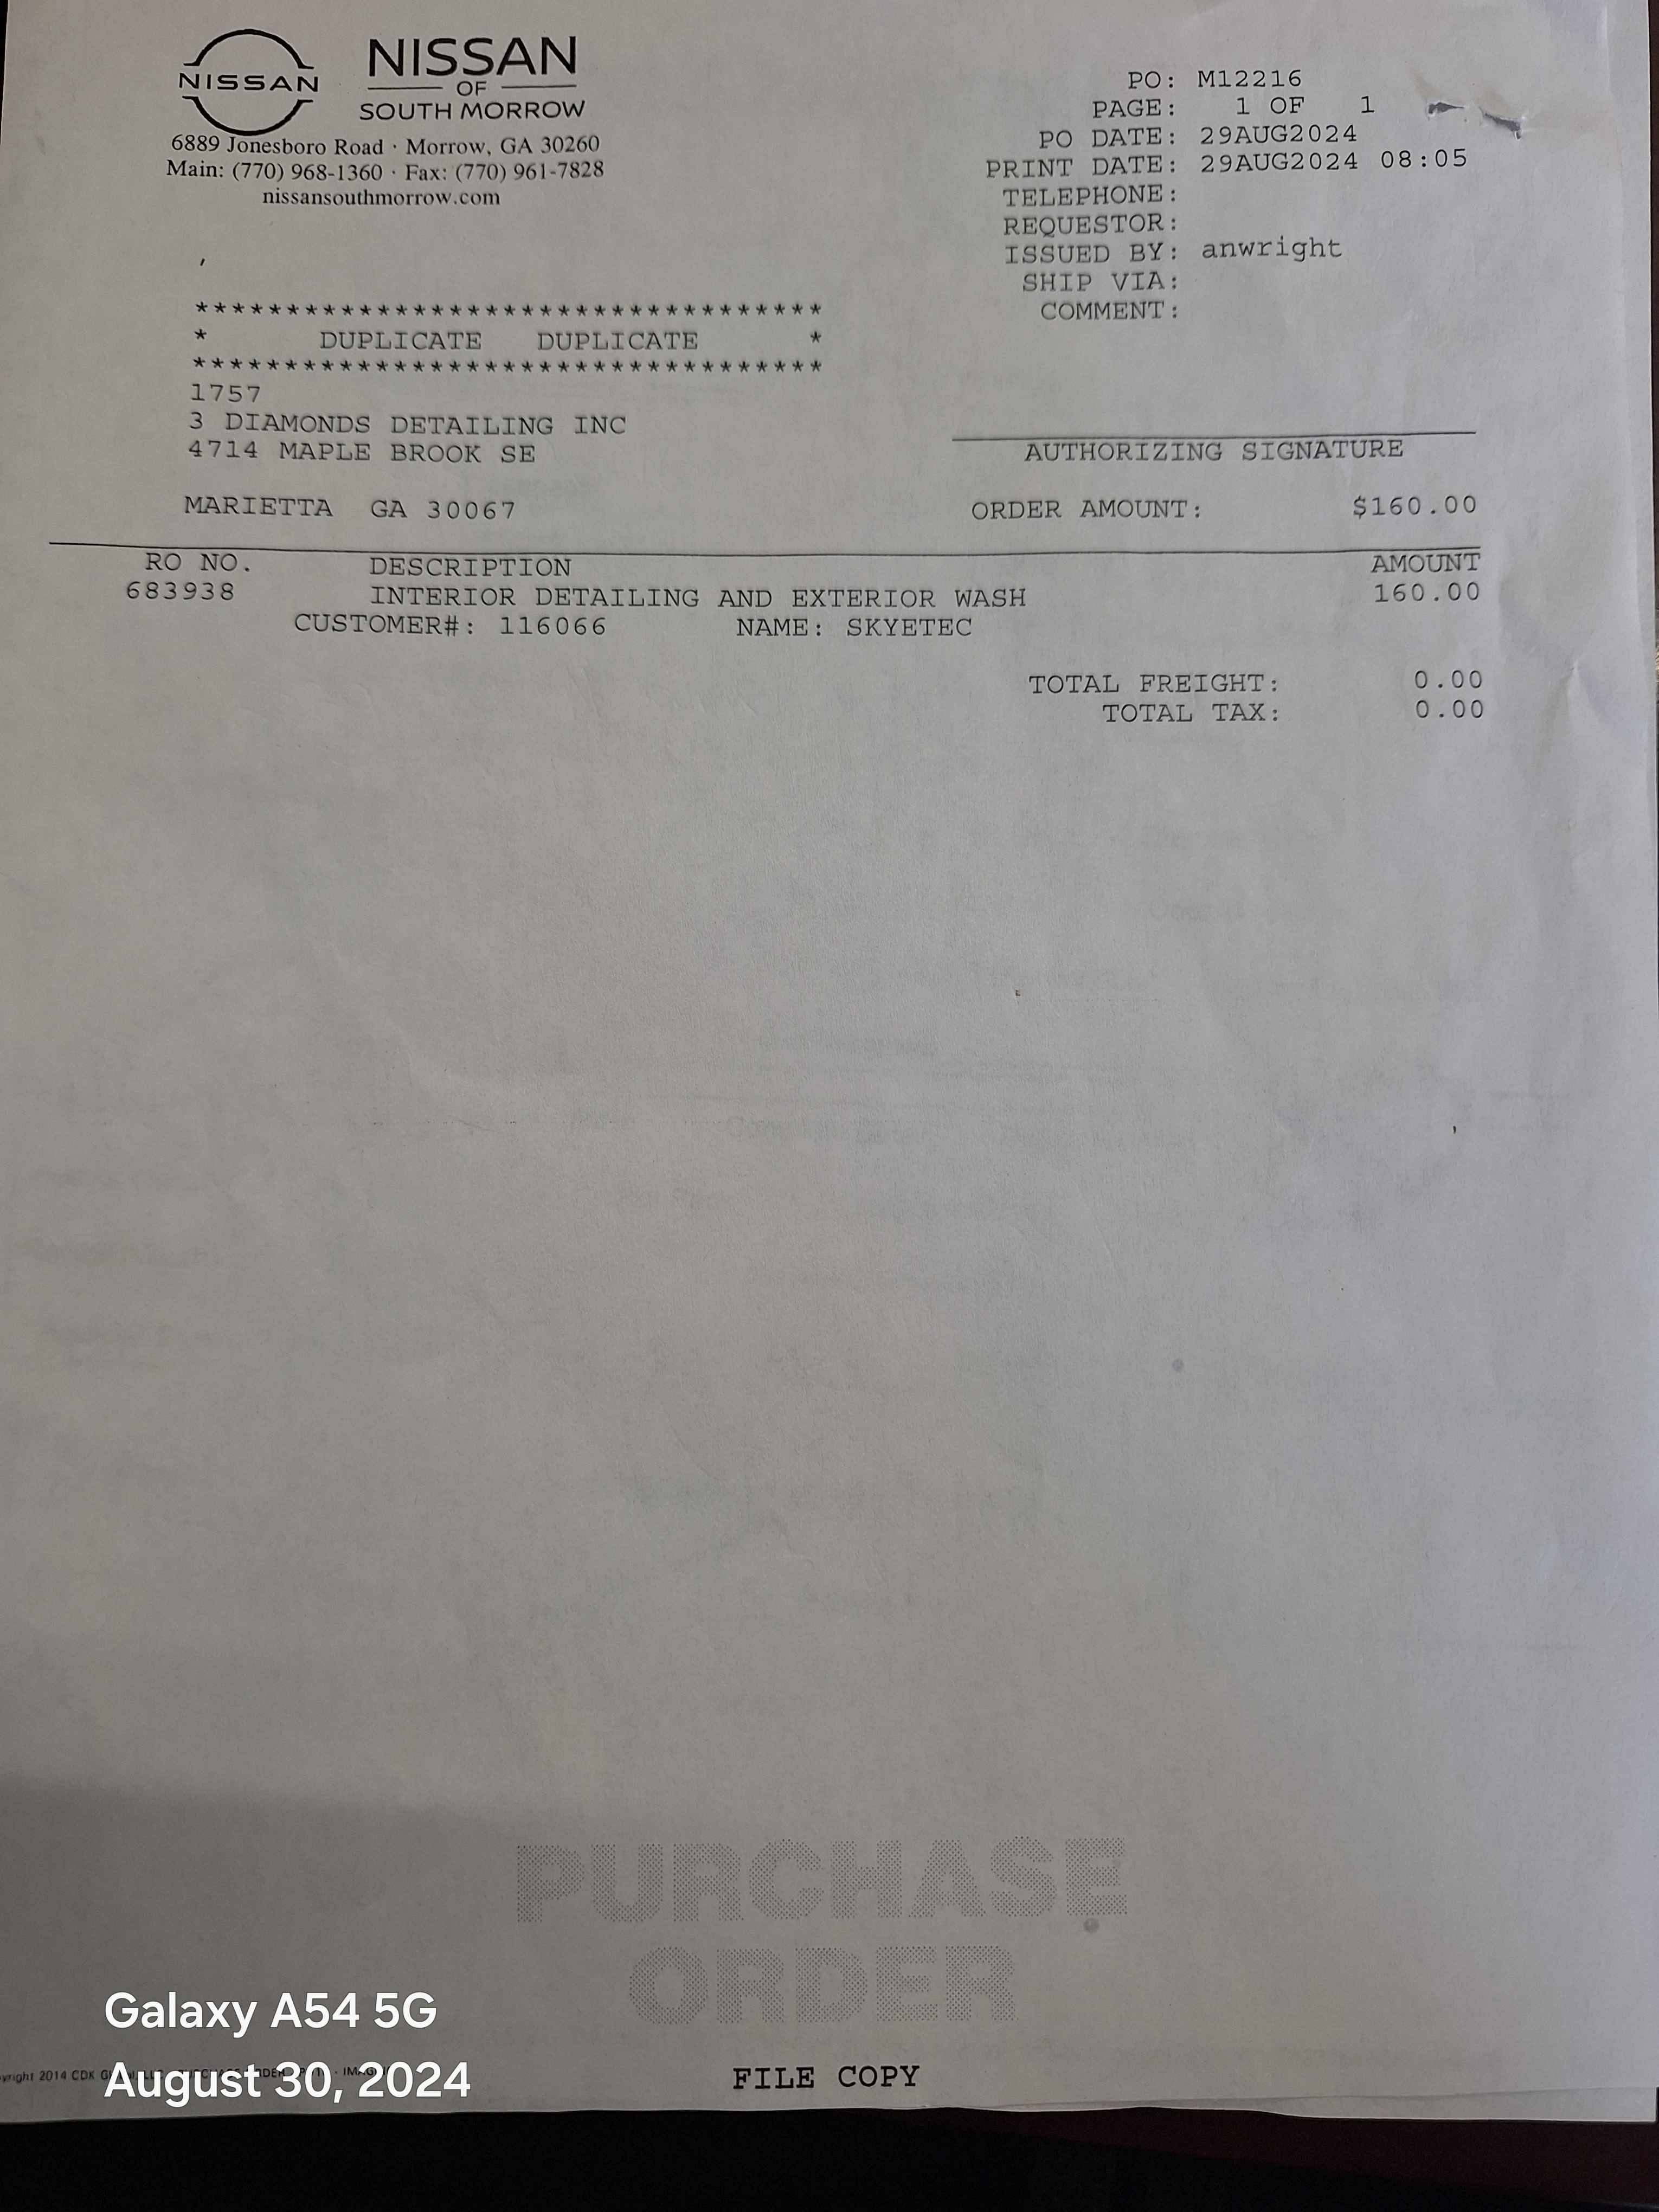 NISSAN
NISSAN
OF
SOUTH MORROW
6889 Jonesboro Road · Morrow, GA 30260
Main: (770) 968-1360 · Fax: (770) 961-7828
nissansouthmorrow.com
PO: M12216
PAGE: 1 OF 1
PO DATE: 29AUG2024
PRINT DATE: 29AUG2024 08:05
TELEPHONE:
REQUESTOR:
ISSUED BY: anwright
SHIP VIA:
COMMENT:
***********************************
* DUPLICATE DUPLICATE *
***********************************
1757
3 DIAMONDS DETAILING INC
4714 MAPLE BROOK SE
MARIETTA GA 30067
AUTHORIZING SIGNATURE
ORDER AMOUNT: $160.00
RO NO. DESCRIPTION AMOUNT
683938 INTERIOR DETAILING AND EXTERIOR WASH 160.00
CUSTOMER#: 116066 NAME: SKYETEC
TOTAL FREIGHT: 0.00
TOTAL TAX: 0.00
PURCHASE
ORDER
Galaxy A54 5G
2014 CDK
August 30, 2024
FILE COPY